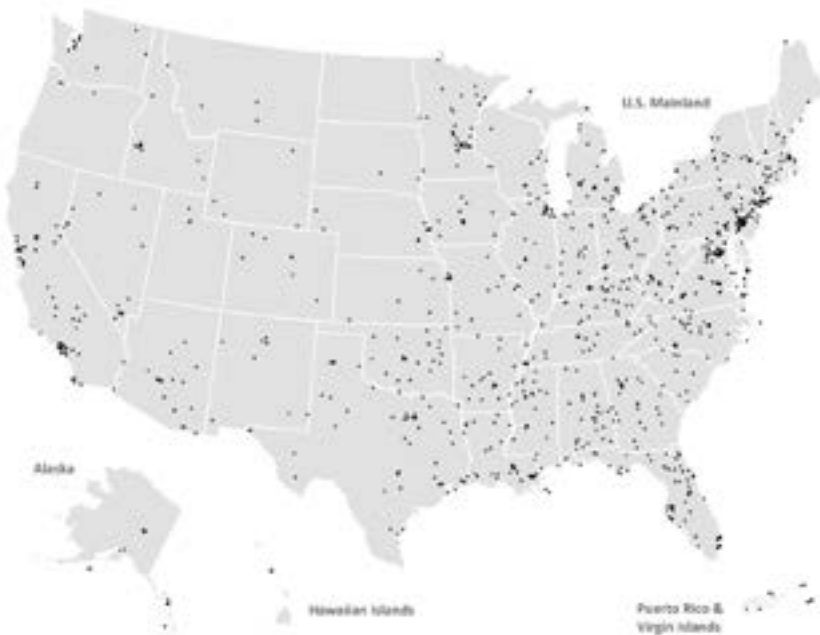 U.S. Mainland
Alaska
Hawaiian Islands
Puerto Rico &
Virgin Islands